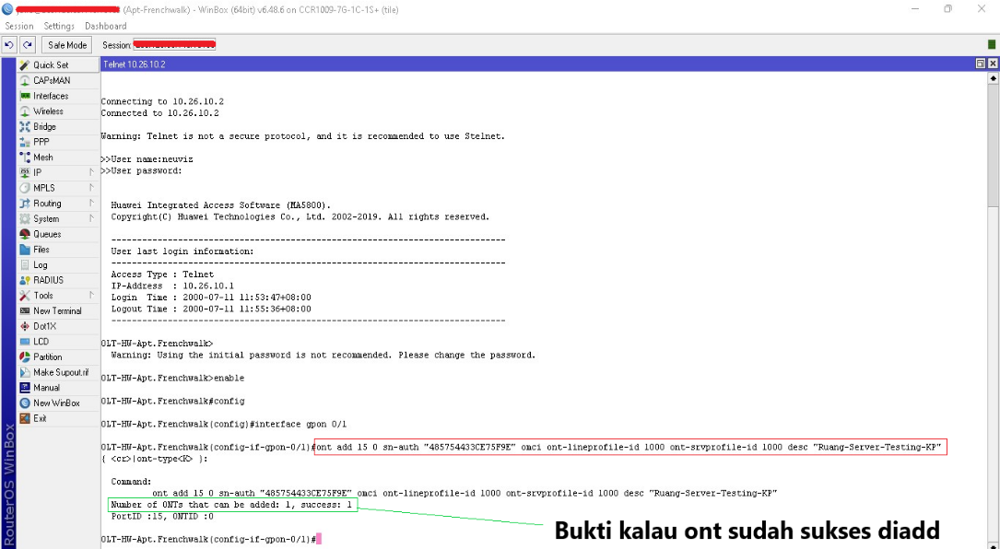 (Apt-Frenchwalk) - WinBox (64bit) v6.48.6 on CCR1009-7G-1C-1S+ (tile)
Session Settings Dashboard
Safe Mode Session:
Quick Set
CAPsMAN
Interfaces
Wireless
Bridge
PPP
Mesh
IP
MPLS
Routing
System
Queues
Files
Log
RADIUS
Tools
New Terminal
Dot1X
LCD
Partition
Make Supout.rif
Manual
New WinBox
Exit
RouterOS WinBox
Telnet 10.26.10.2
Connecting to 10.26.10.2
Connected to 10.26.10.2
Warning: Telnet is not a secure protocol, and it is recommended to use Stelnet.
>>User name:neuviz
>>User password:
Huawei Integrated Access Software (MA5800).
Copyright(C) Huawei Technologies Co., Ltd. 2002-2019. All rights reserved.
-----------------------------------------------------------------------------
User last login information:
-----------------------------------------------------------------------------
Access Type : Telnet
IP-Address  : 10.26.10.1
Login  Time : 2000-07-11 11:53:47+08:00
Logout Time : 2000-07-11 11:55:36+08:00
-----------------------------------------------------------------------------
OLT-HW-Apt.Frenchwalk>
Warning: Using the initial password is not recommended. Please change the password.
OLT-HW-Apt.Frenchwalk>enable
OLT-HW-Apt.Frenchwalk#config
OLT-HW-Apt.Frenchwalk(config)#interface gpon 0/1
OLT-HW-Apt.Frenchwalk(config-if-gpon-0/1)#ont add 15 0 sn-auth "485754433CE75F9E" omci ont-lineprofile-id 1000 ont-srvprofile-id 1000 desc "Ruang-Server-Testing-KP"
{ <cr>|ont-type<K> }:
Command:
ont add 15 0 sn-auth "485754433CE75F9E" omci ont-lineprofile-id 1000 ont-srvprofile-id 1000 desc "Ruang-Server-Testing-KP"
Number of ONTs that can be added: 1, success: 1
PortID :15, ONTID :0
OLT-HW-Apt.Frenchwalk(config-if-gpon-0/1)#
Bukti kalau ont sudah sukses diadd